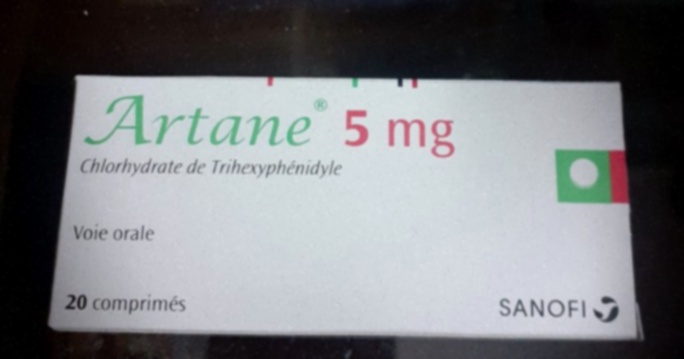 Artane® 5 mg
Chlorhydrate de Trihexyphénidyle
Voie orale
20 comprimés
SANOFI